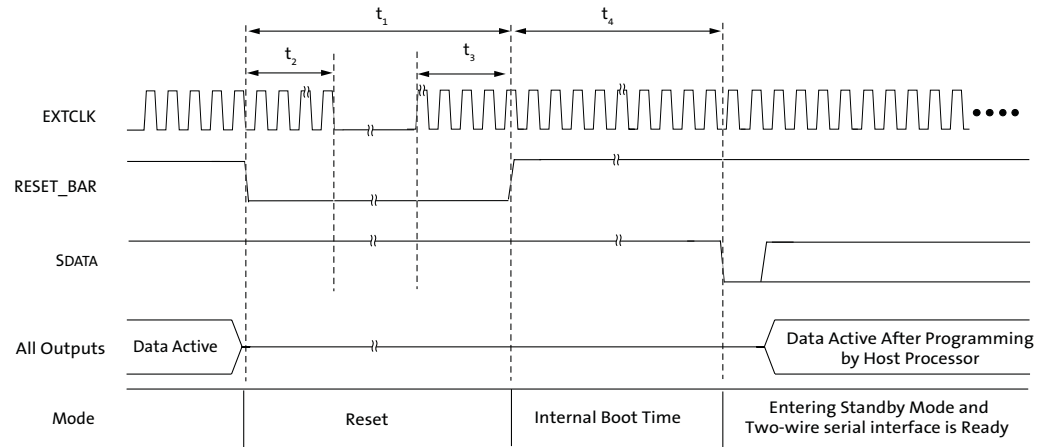 t₁
t₄
t₂
t₃
EXTCLK
RESET_BAR
SDATA
All Outputs
Data Active
Data Active After Programming
by Host Processor
Mode
Reset
Internal Boot Time
Entering Standby Mode and
Two-wire serial interface is Ready